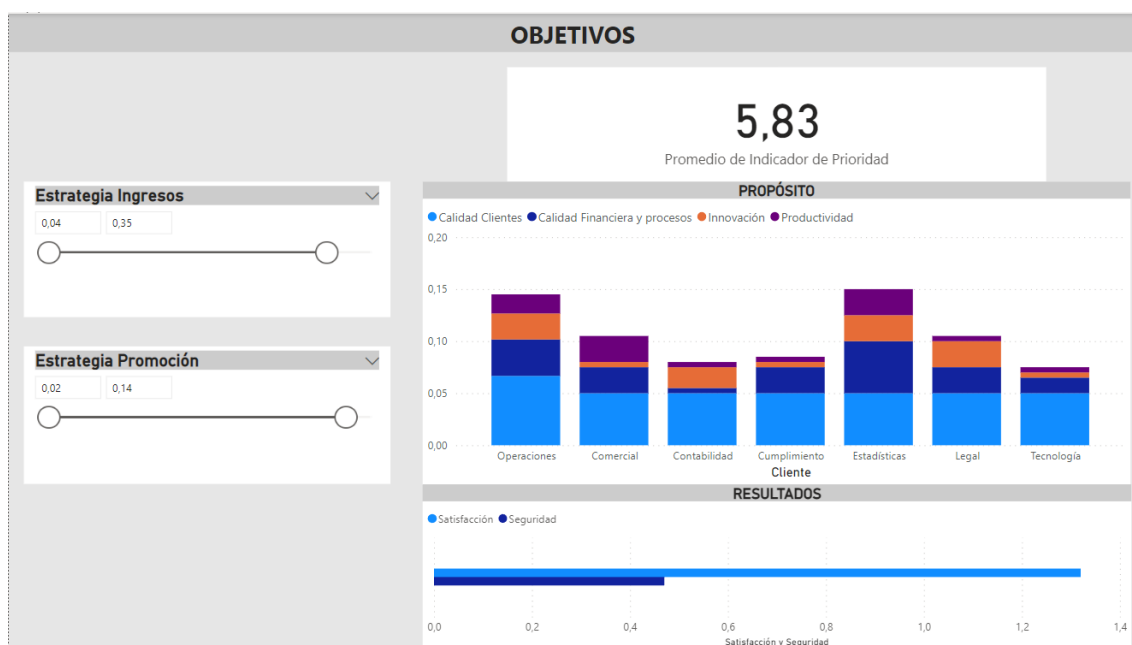 OBJETIVOS
5,83
Promedio de Indicador de Prioridad
Estrategia Ingresos
0,04 0,35
Estrategia Promoción
0,02 0,14
PROPÓSITO
Calidad Clientes Calidad Financiera y procesos Innovación Productividad
0,20
0,15
0,10
0,05
0,00
Operaciones Comercial Contabilidad Cumplimiento Estadísticas Legal Tecnología
Cliente
RESULTADOS
Satisfacción Seguridad
0,0 0,2 0,4 0,6 0,8 1,0 1,2 1,4
Satisfacción y Seguridad